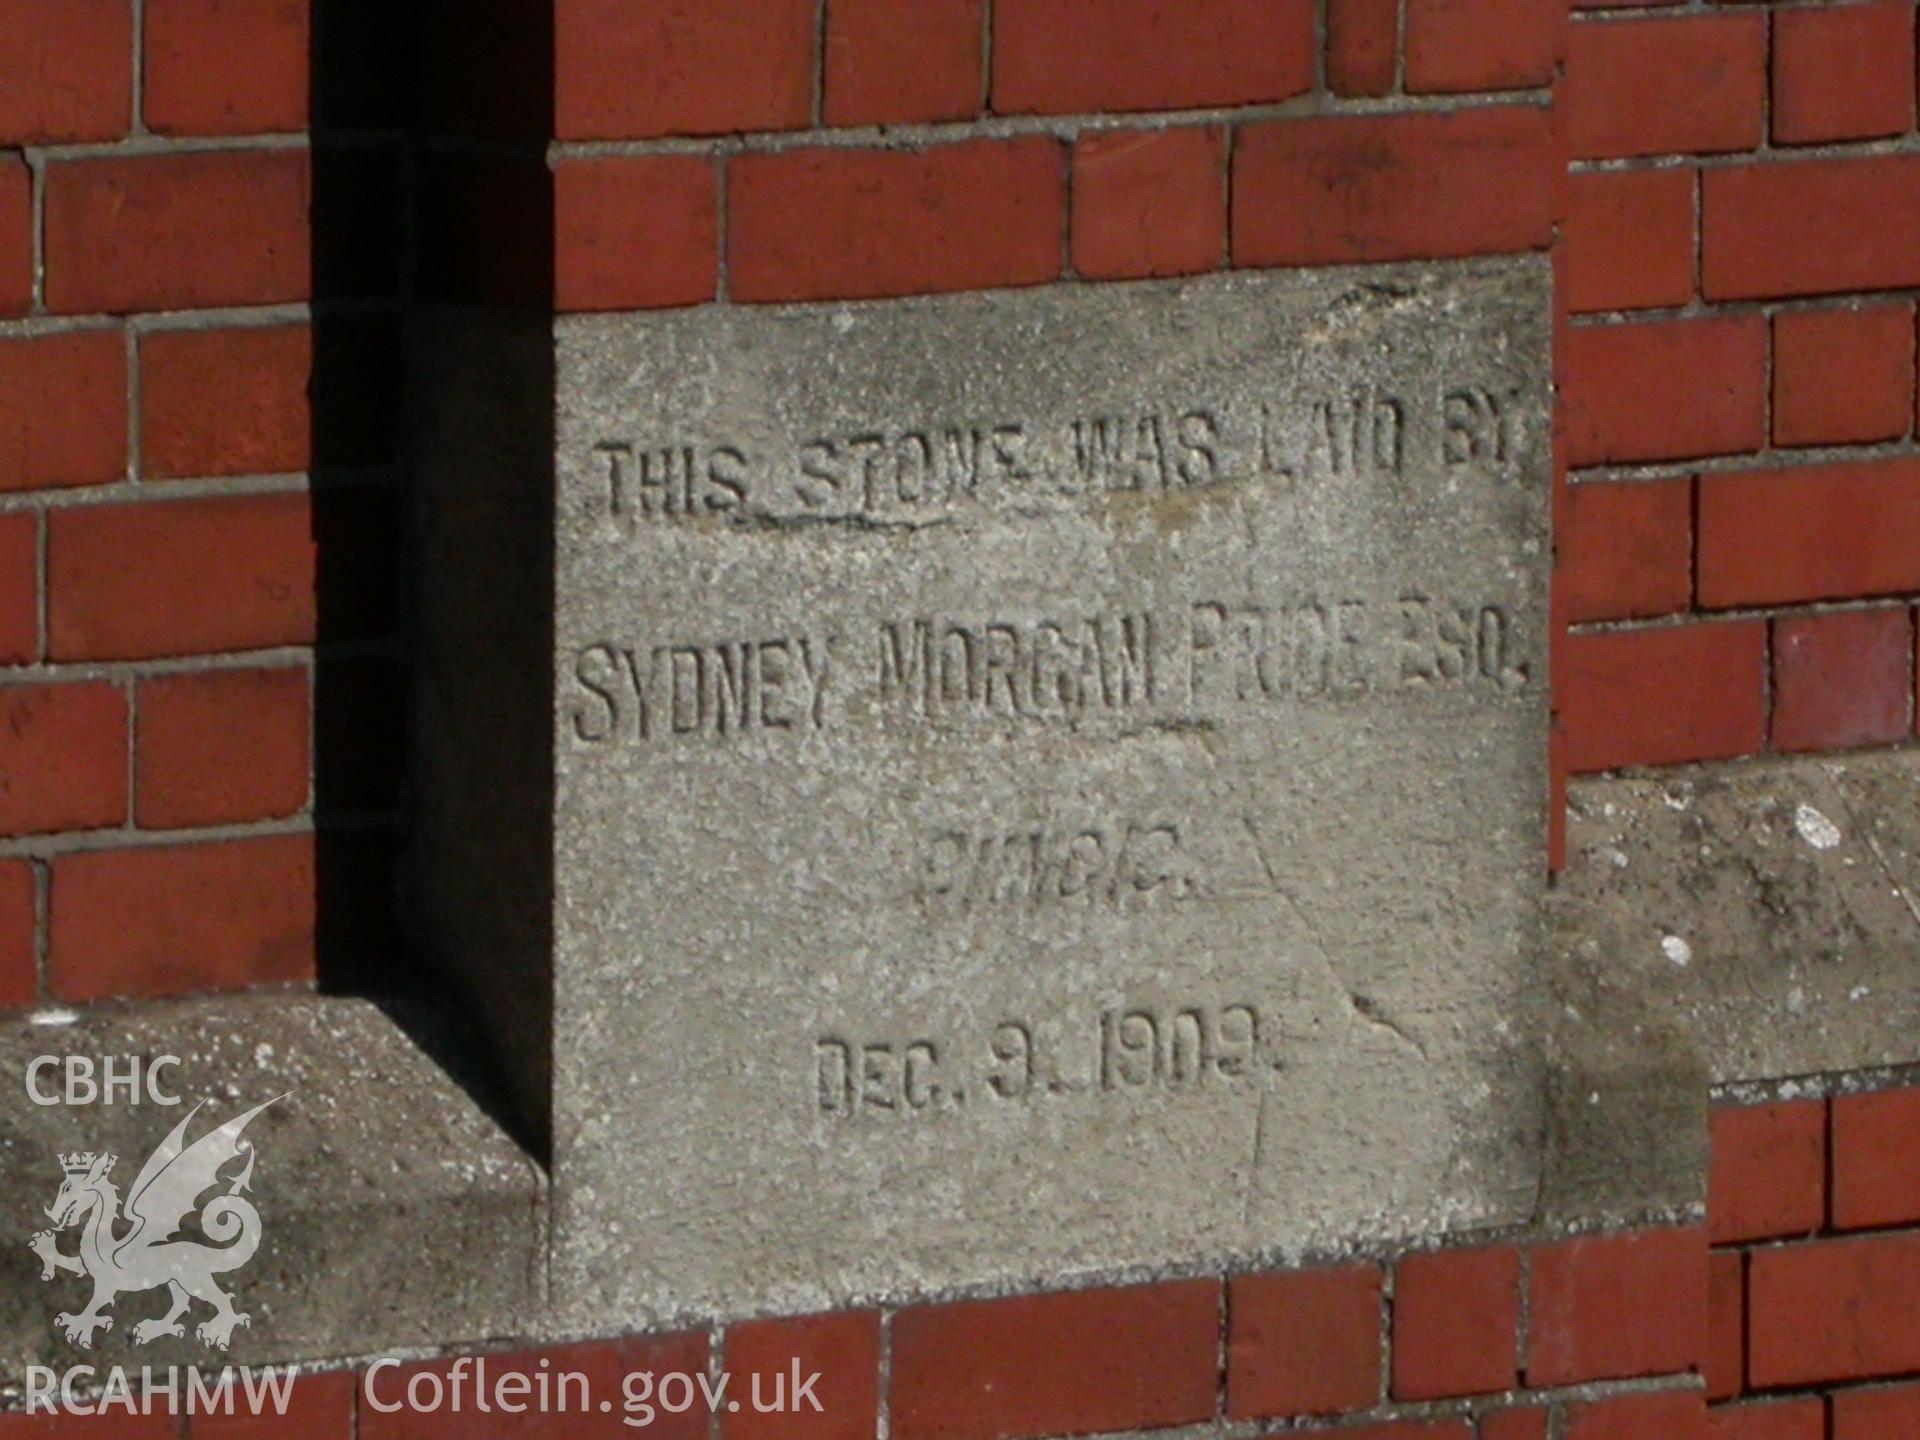 THIS STONE WAS LAID BY
SYDNEY MORGAN PRICE ESQ.
DEC. 9. 1909.
CBHC
RCAHMW
Coflein.gov.uk